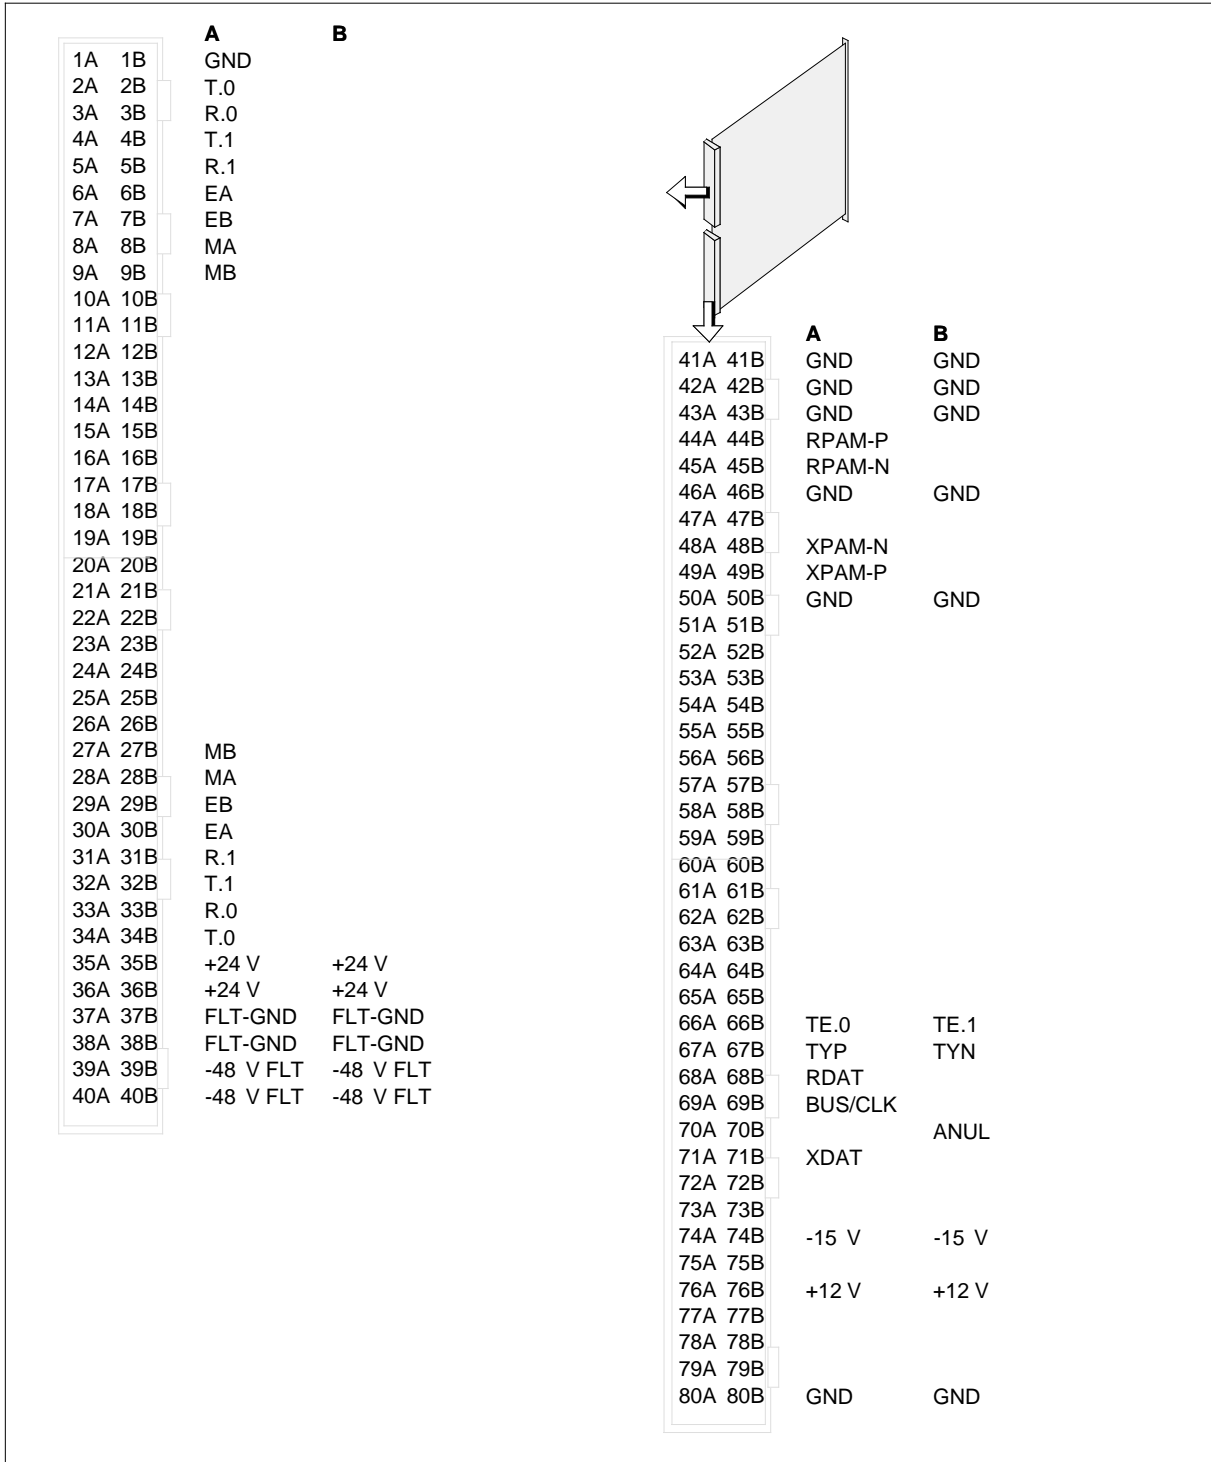 A B
1A 1B GND
2A 2B T.0
3A 3B R.0
4A 4B T.1
5A 5B R.1
6A 6B EA
7A 7B EB
8A 8B MA
9A 9B MB
10A 10B
11A 11B
12A 12B
13A 13B
14A 14B
15A 15B
16A 16B
17A 17B
18A 18B
19A 19B
20A 20B
21A 21B
22A 22B
23A 23B
24A 24B
25A 25B
26A 26B
27A 27B MB
28A 28B MA
29A 29B EB
30A 30B EA
31A 31B R.1
32A 32B T.1
33A 33B R.0
34A 34B T.0
35A 35B +24 V +24 V
36A 36B +24 V +24 V
37A 37B FLT-GND FLT-GND
38A 38B FLT-GND FLT-GND
39A 39B -48 V FLT -48 V FLT
40A 40B -48 V FLT -48 V FLT
A B
41A 41B GND GND
42A 42B GND GND
43A 43B GND GND
44A 44B RPAM-P
45A 45B RPAM-N
46A 46B GND GND
47A 47B
48A 48B XPAM-N
49A 49B XPAM-P
50A 50B GND GND
51A 51B
52A 52B
53A 53B
54A 54B
55A 55B
56A 56B
57A 57B
58A 58B
59A 59B
60A 60B
61A 61B
62A 62B
63A 63B
64A 64B
65A 65B
66A 66B TE.0 TE.1
67A 67B TYP TYN
68A 68B RDAT
69A 69B BUS/CLK
70A 70B ANUL
71A 71B XDAT
72A 72B
73A 73B
74A 74B -15 V -15 V
75A 75B
76A 76B +12 V +12 V
77A 77B
78A 78B
79A 79B
80A 80B GND GND